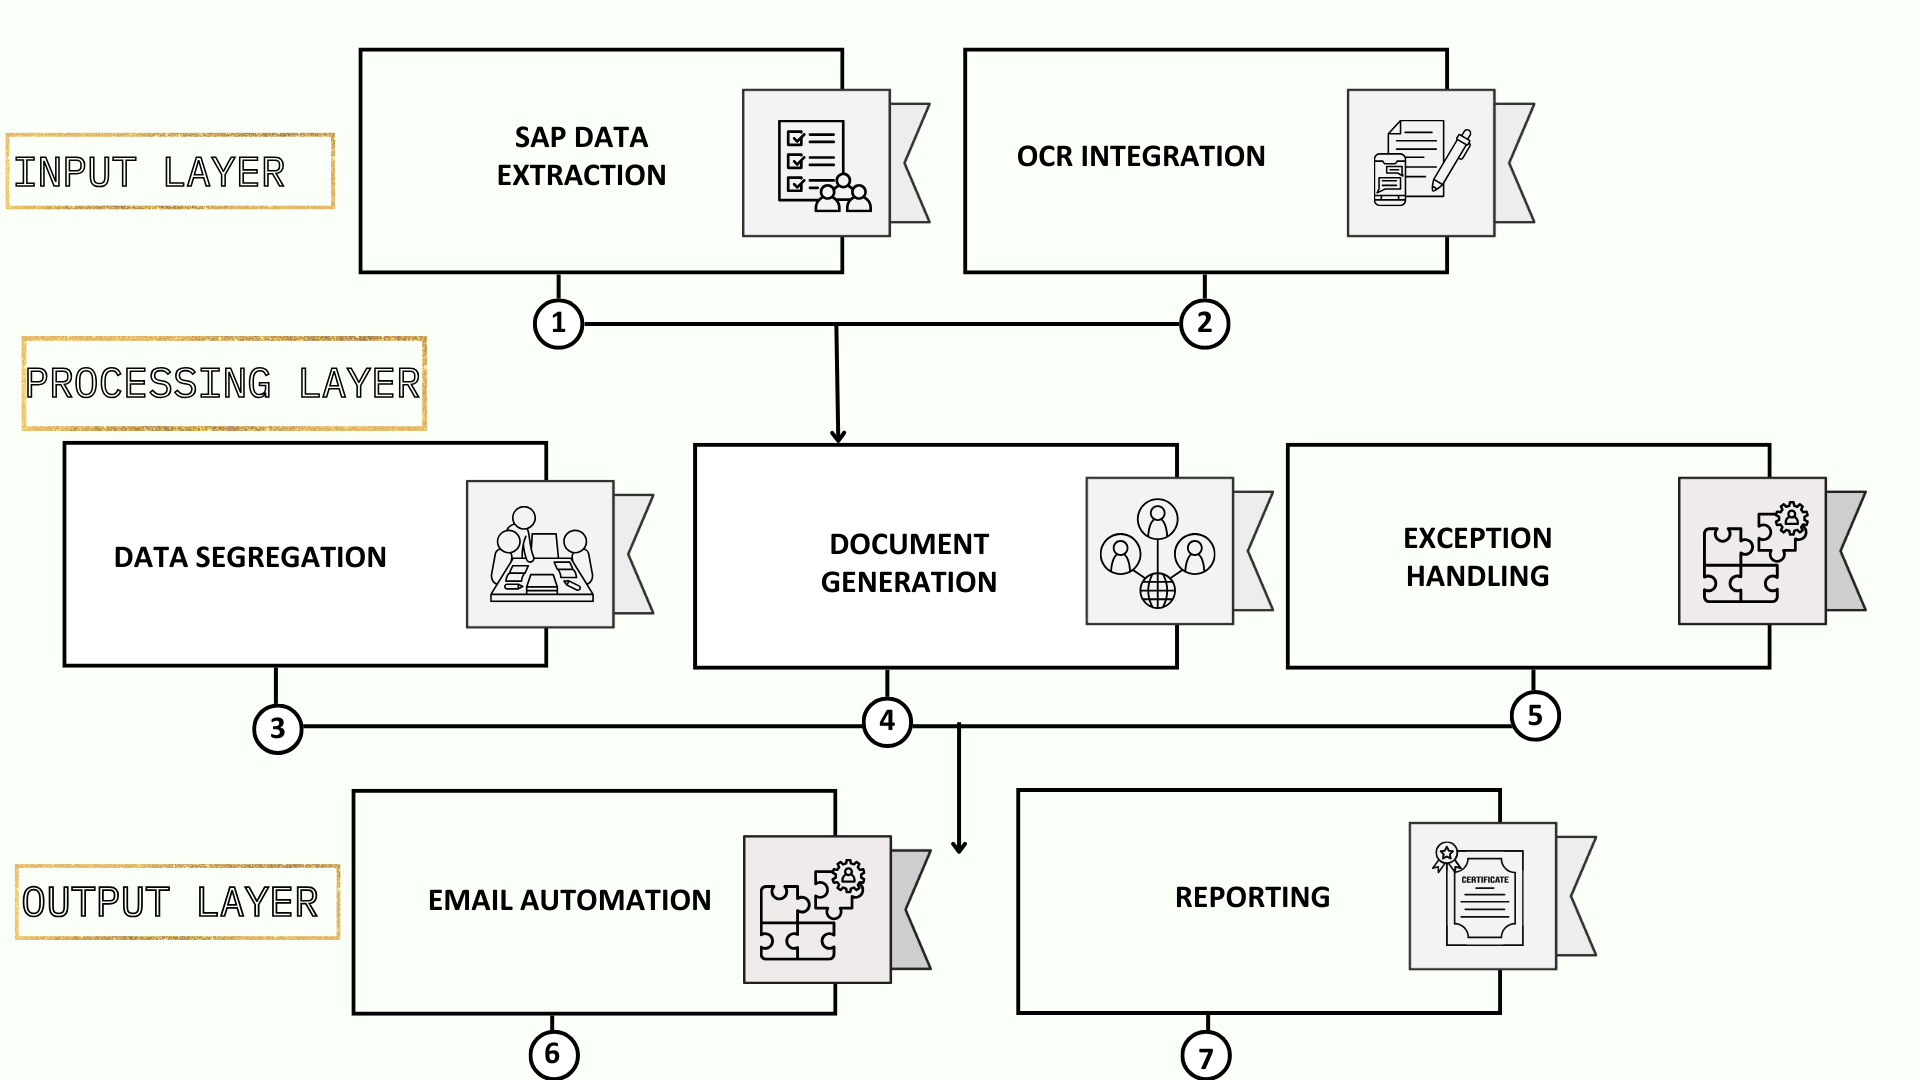 SAP DATA
EXTRACTION
OCR INTEGRATION
INPUT LAYER
1
2
PROCESSING LAYER
DATA SEGREGATION
DOCUMENT
GENERATION
EXCEPTION
HANDLING
3
4
5
OUTPUT LAYER
EMAIL AUTOMATION
REPORTING
CERTIFICATE
6
7